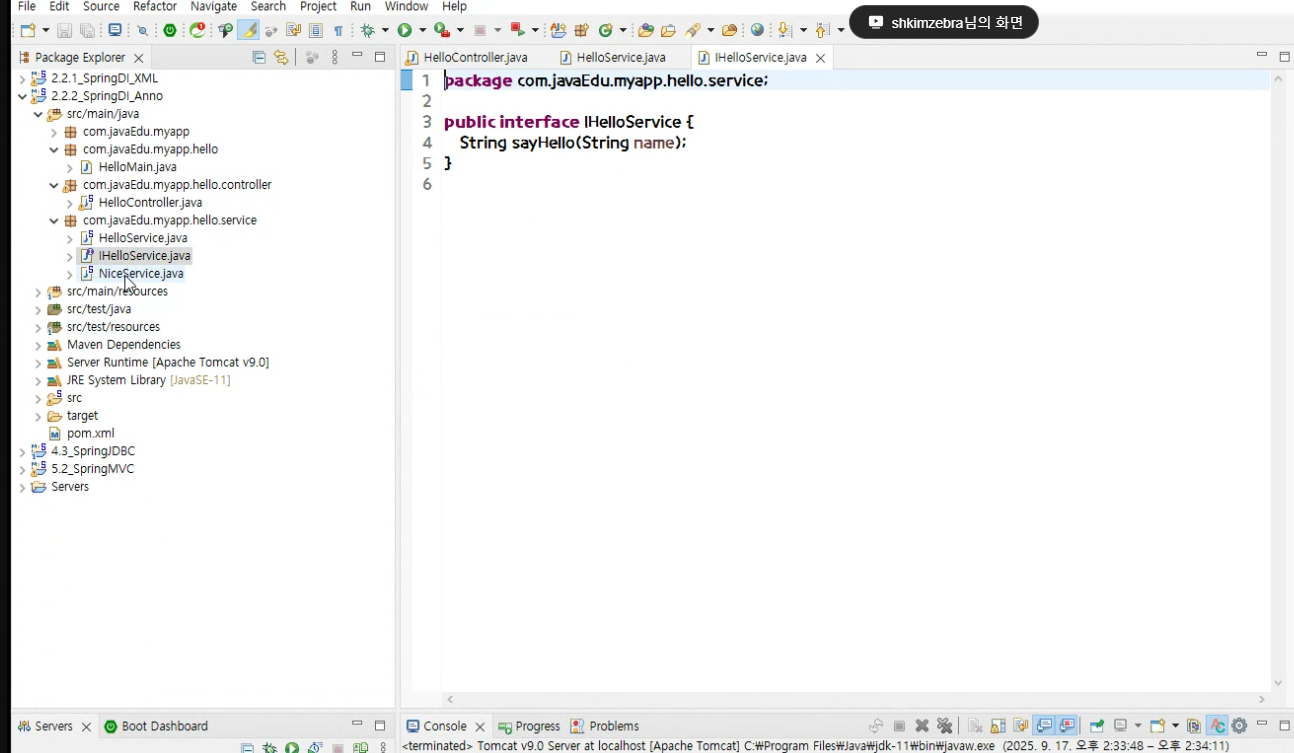 File Edit Source Refactor Navigate Search Project Run Window Help
shkimzebra님의 화면
Package Explorer
HelloController.java HelloService.java IHelloService.java
2.2.1_SpringDI_XML
2.2.2_SpringDI_Anno
src/main/java
com.javaEdu.myapp
com.javaEdu.myapp.hello
HelloMain.java
com.javaEdu.myapp.hello.controller
HelloController.java
com.javaEdu.myapp.hello.service
HelloService.java
IHelloService.java
NiceService.java
src/main/resources
src/test/java
src/test/resources
Maven Dependencies
Server Runtime [Apache Tomcat v9.0]
JRE System Library [JavaSE-11]
src
target
pom.xml
4.3_SpringJDBC
5.2_SpringMVC
Servers
1 package com.javaEdu.myapp.hello.service;
2
3 public interface IHelloService {
4 String sayHello(String name);
5 }
6
Servers Boot Dashboard
Console Progress Problems
<terminated> Tomcat v9.0 Server at localhost [Apache Tomcat] C:₩Program Files₩Java₩jdk-11₩bin₩javaw.exe (2025. 9. 17. 오후 2:33:48 – 오후 2:34:11)